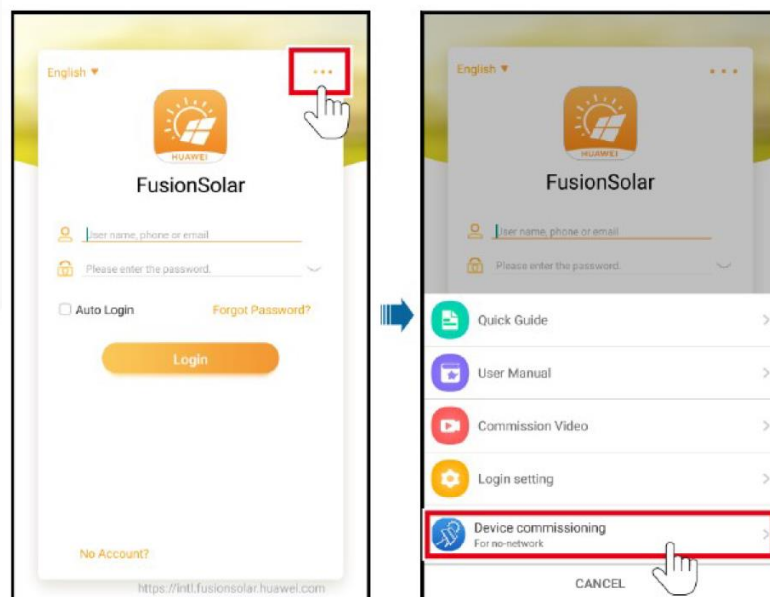 English ▼
...
HUAWEI
FusionSolar
User name, phone or email
Please enter the password.
Auto Login
Forgot Password?
Login
No Account?
https://intl.fusionsolar.huawei.com
English ▼
...
HUAWEI
FusionSolar
User name, phone or email
Please enter the password.
Quick Guide
User Manual
Commission Video
Login setting
Device commissioning
For no-network
CANCEL